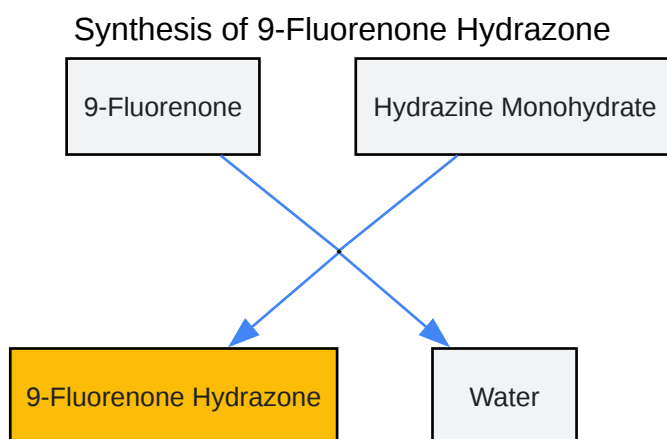 Synthesis of 9-Fluorenone Hydrazone
9-Fluorenone
Hydrazine Monohydrate
9-Fluorenone Hydrazone
Water